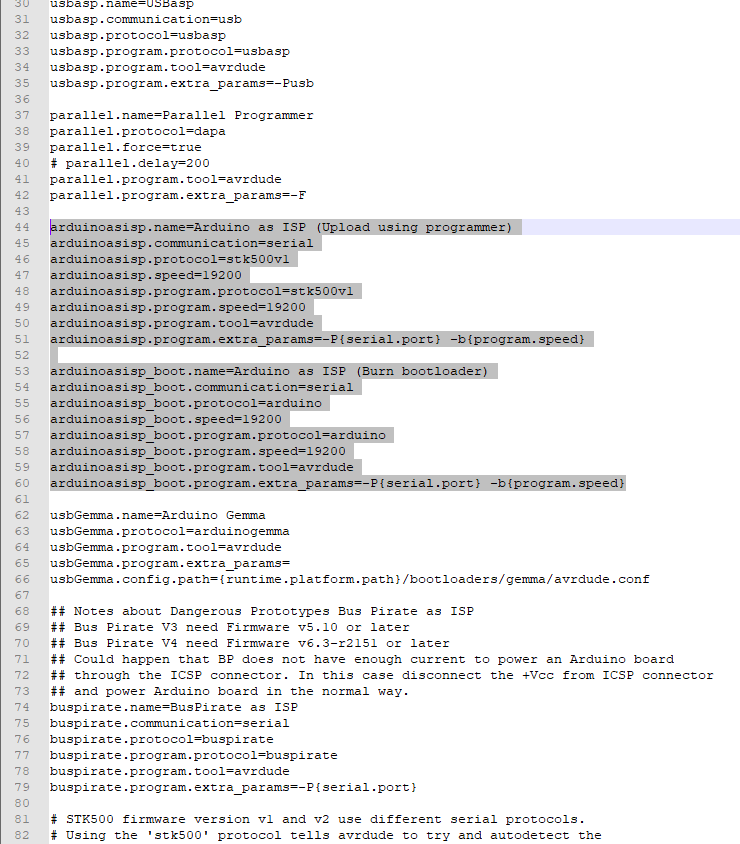 30 usbasp.name=USBasp
31 usbasp.communication=usb
32 usbasp.protocol=usbasp
33 usbasp.program.protocol=usbasp
34 usbasp.program.tool=avrdude
35 usbasp.program.extra_params=-Pusb
36
37 parallel.name=Parallel Programmer
38 parallel.protocol=dapa
39 parallel.force=true
40 # parallel.delay=200
41 parallel.program.tool=avrdude
42 parallel.program.extra_params=-F
43
44 arduinoasisp.name=Arduino as ISP (Upload using programmer)
45 arduinoasisp.communication=serial
46 arduinoasisp.protocol=stk500v1
47 arduinoasisp.speed=19200
48 arduinoasisp.program.protocol=stk500v1
49 arduinoasisp.program.speed=19200
50 arduinoasisp.program.tool=avrdude
51 arduinoasisp.program.extra_params=-P{serial.port} -b{program.speed}
52
53 arduinoasisp_boot.name=Arduino as ISP (Burn bootloader)
54 arduinoasisp_boot.communication=serial
55 arduinoasisp_boot.protocol=arduino
56 arduinoasisp_boot.speed=19200
57 arduinoasisp_boot.program.protocol=arduino
58 arduinoasisp_boot.program.speed=19200
59 arduinoasisp_boot.program.tool=avrdude
60 arduinoasisp_boot.program.extra_params=-P{serial.port} -b{program.speed}
61
62 usbGemma.name=Arduino Gemma
63 usbGemma.protocol=arduinogemma
64 usbGemma.program.tool=avrdude
65 usbGemma.program.extra_params=
66 usbGemma.config.path={runtime.platform.path}/bootloaders/gemma/avrdude.conf
67
68 ## Notes about Dangerous Prototypes Bus Pirate as ISP
69 ## Bus Pirate V3 need Firmware v5.10 or later
70 ## Bus Pirate V4 need Firmware v6.3-r2151 or later
71 ## Could happen that BP does not have enough current to power an Arduino board
72 ## through the ICSP connector. In this case disconnect the +Vcc from ICSP connector
73 ## and power Arduino board in the normal way.
74 buspirate.name=BusPirate as ISP
75 buspirate.communication=serial
76 buspirate.protocol=buspirate
77 buspirate.program.protocol=buspirate
78 buspirate.program.tool=avrdude
79 buspirate.program.extra_params=-P{serial.port}
80
81 # STK500 firmware version v1 and v2 use different serial protocols.
82 # Using the 'stk500' protocol tells avrdude to try and autodetect the